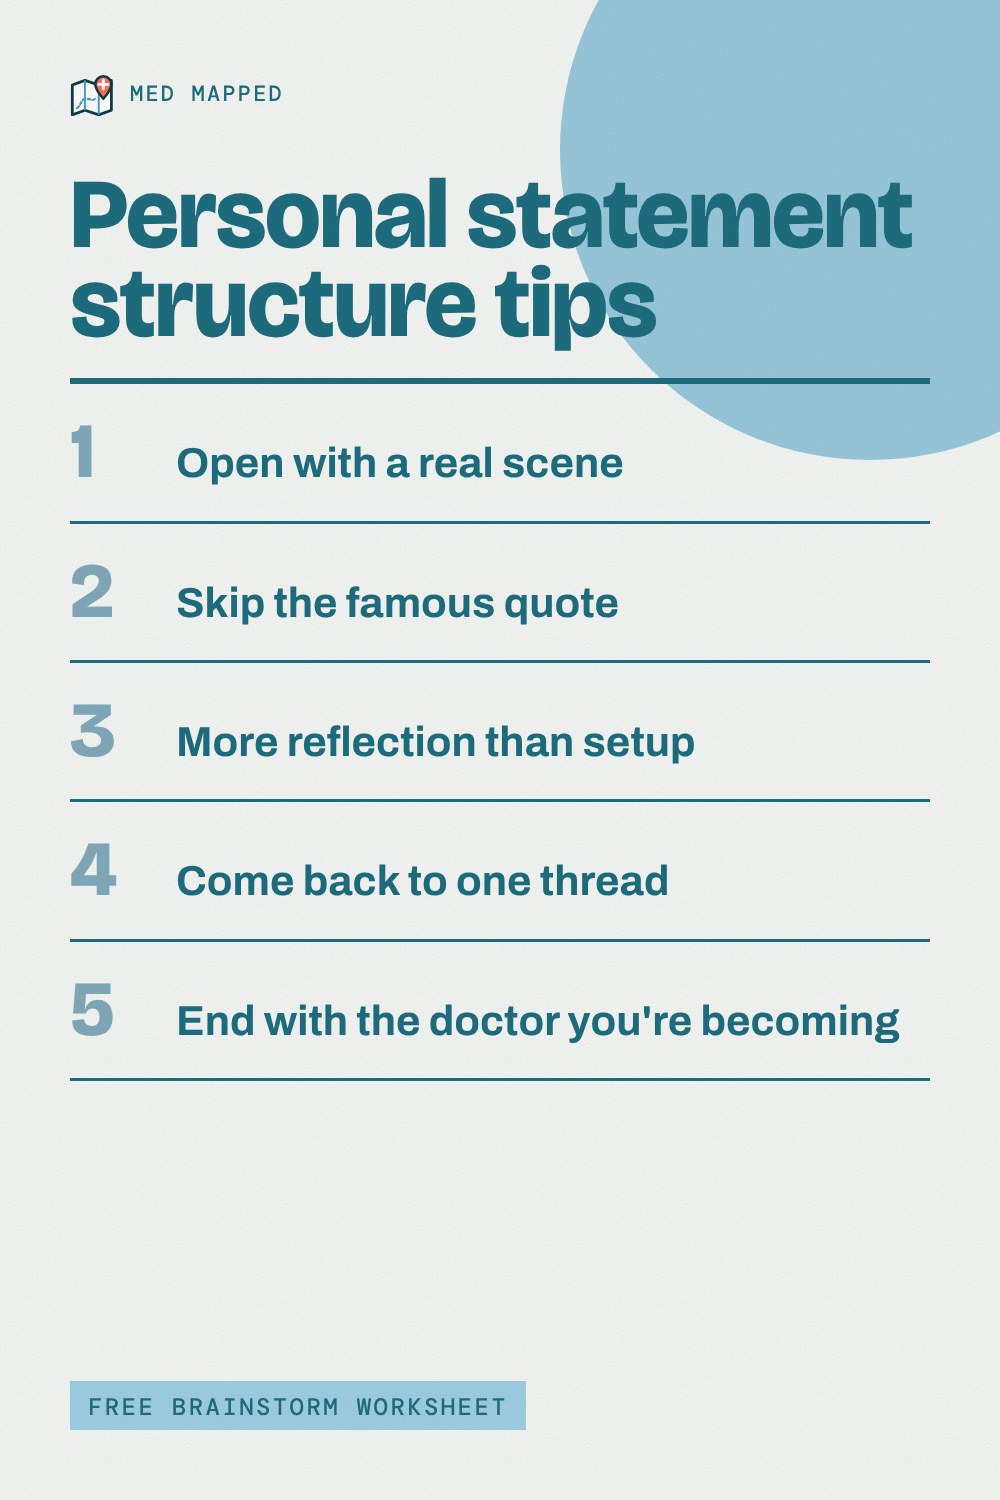 MED MAPPED
Personal statement
structure tips
1 Open with a real scene
2 Skip the famous quote
3 More reflection than setup
4 Come back to one thread
5 End with the doctor you're becoming
FREE BRAINSTORM WORKSHEET